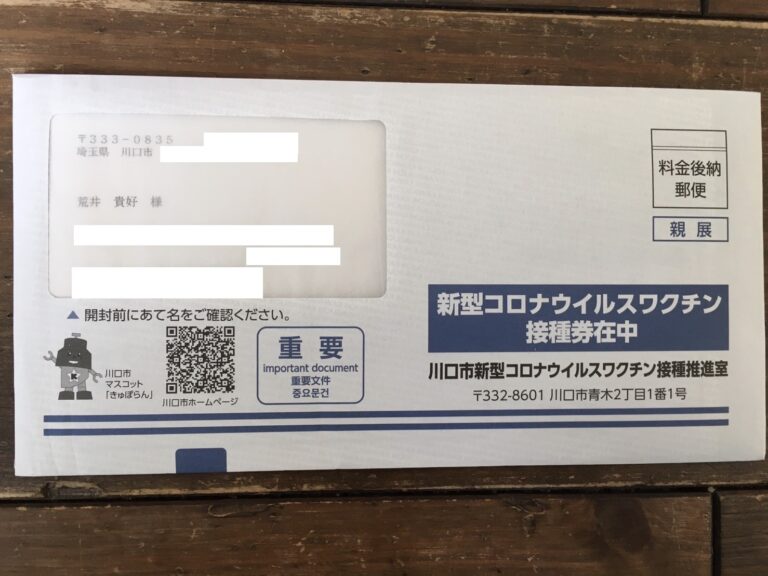 〒333-0835
埼玉県 川口市
荒井 貴好 様
▲ 開封前にあて名をご確認ください。
川口市
マスコット
「きゅぽらん」
川口市ホームページ
重要
important document
重要文件
중요문건
料金後納
郵便
親展
新型コロナウイルスワクチン
接種券在中
川口市新型コロナウイルスワクチン接種推進室
〒332-8601 川口市青木2丁目1番1号